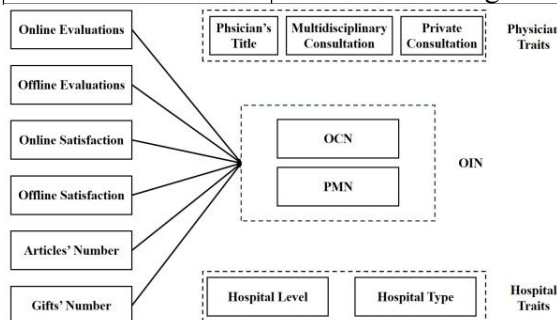 Online Evaluations
Offline Evaluations
Online Satisfaction
Offline Satisfaction
Articles' Number
Gifts' Number
Phsician's
Title
Multidisciplinary
Consultation
Private
Consultation
Physician
Traits
OCN
PMN
OIN
Hospital Level
Hospital Type
Hospital
Traits